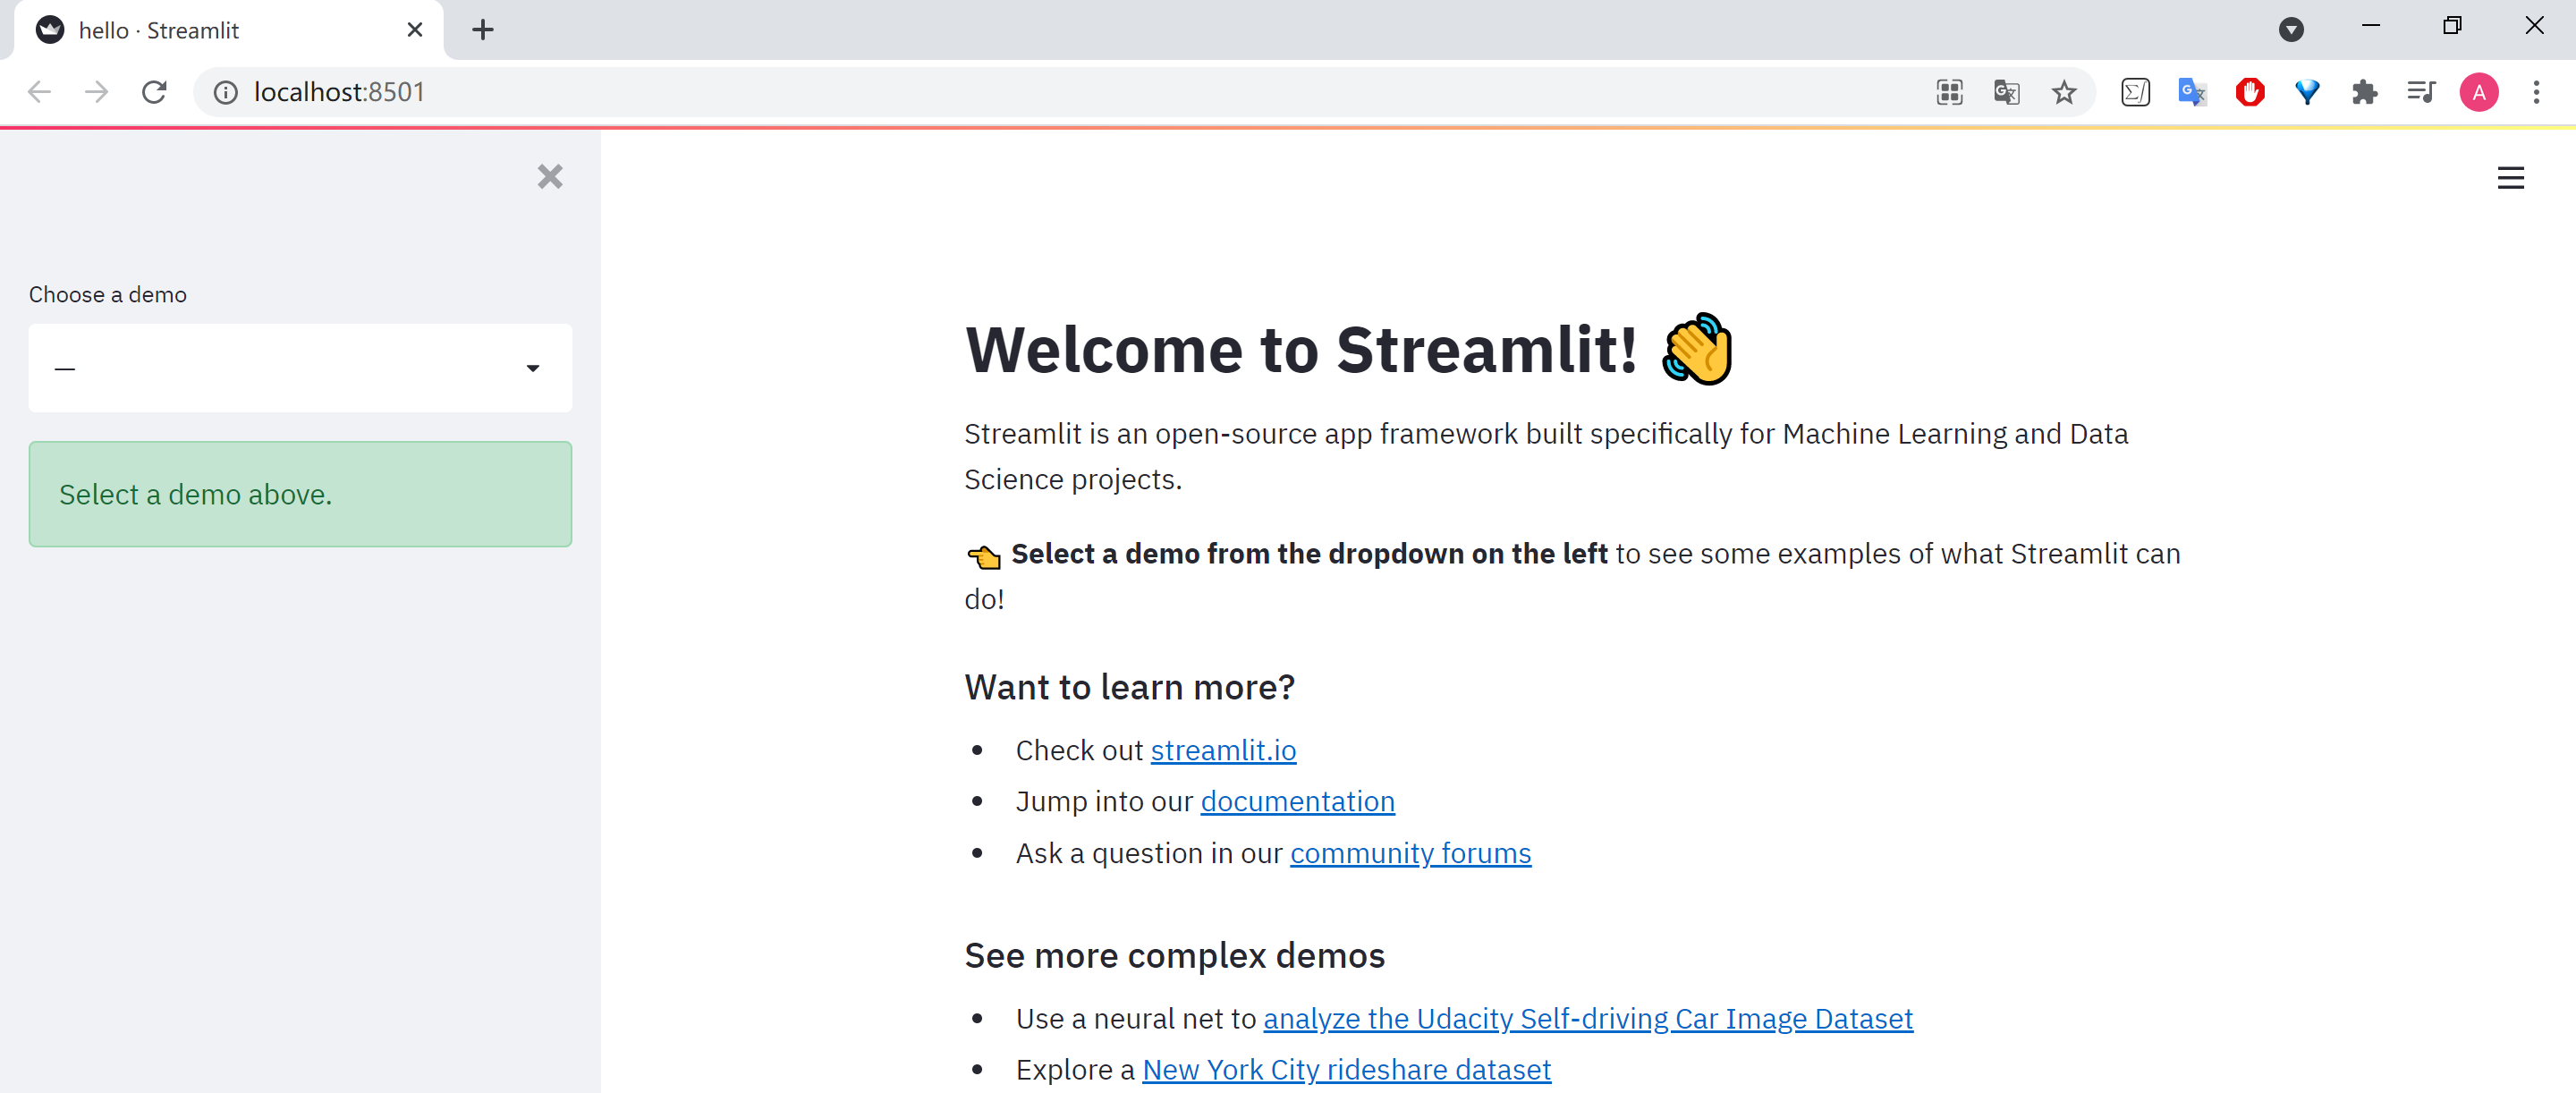 hello · Streamlit
localhost:8501
A
Choose a demo
—
Select a demo above.
Welcome to Streamlit! 👋
Streamlit is an open-source app framework built specifically for Machine Learning and Data
Science projects.
👈 Select a demo from the dropdown on the left to see some examples of what Streamlit can
do!
Want to learn more?
• Check out streamlit.io
• Jump into our documentation
• Ask a question in our community forums
See more complex demos
• Use a neural net to analyze the Udacity Self-driving Car Image Dataset
• Explore a New York City rideshare dataset